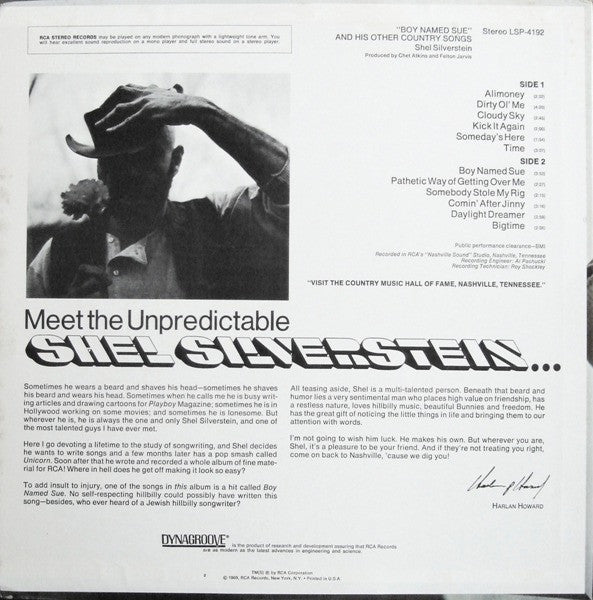 RCA STEREO RECORDS may be played on any modern phonograph with a lightweight tone arm. You
will hear excellent sound reproduction on a mono player and full stereo sound on a stereo player.
"BOY NAMED SUE" Stereo LSP-4192
AND HIS OTHER COUNTRY SONGS
Shel Silverstein
Produced by Chet Atkins and Felton Jarvis
SIDE 1
Alimoney
Dirty Ol' Me
Cloudy Sky
Kick It Again
Someday's Here
Time
SIDE 2
Boy Named Sue
Pathetic Way of Getting Over Me
Somebody Stole My Rig
Comin' After Jinny
Daylight Dreamer
Bigtime
Public performance clearance—BMI
Recorded in RCA's "Nashville Sound" Studio, Nashville, Tennessee
Recording Engineer: Al Pachucki
Recording Technician: Roy Shockley
"VISIT THE COUNTRY MUSIC HALL OF FAME, NASHVILLE, TENNESSEE."
Meet the Unpredictable
SHEL SILVERSTEIN...
Sometimes he wears a beard and shaves his head—sometimes he shaves
his beard and wears his head. Sometimes when he calls me he is busy writ-
ing articles and drawing cartoons for Playboy Magazine; sometimes he is in
Hollywood working on some movies; and sometimes he is lonesome. But
wherever he is, he is always the one and only Shel Silverstein, and one of
the most talented guys I have ever met.
Here I go devoting a lifetime to the study of songwriting, and Shel decides
he wants to write songs and a few months later has a pop smash called
Unicorn. Soon after that he wrote and recorded a whole album of fine mate-
rial for RCA! Where in hell does he get off making it look so easy?
To add insult to injury, one of the songs in this album is a hit called Boy
Named Sue. No self-respecting hillbilly could possibly have written this
song—besides, who ever heard of a Jewish hillbilly songwriter?
All teasing aside, Shel is a multi-talented person. Beneath that beard and
humor lies a very sentimental man who places high value on friendship, has
a restless nature, loves hillbilly music, beautiful Bunnies and freedom. He
has the great gift of noticing the little things in life and bringing them to our
attention with words.
I'm not going to wish him luck. He makes his own. But wherever you are,
Shel, it's a pleasure to be your friend. And if they're not treating you right,
come on back to Nashville, 'cause we dig you!
HARLAN HOWARD
DYNAGROOVE® is the product of research and development assuring that RCA Records
are as modern as the latest advances in engineering and science.
TM(S) ® by RCA Corporation
© 1969, RCA Records, New York, N.Y. • Printed in U.S.A.